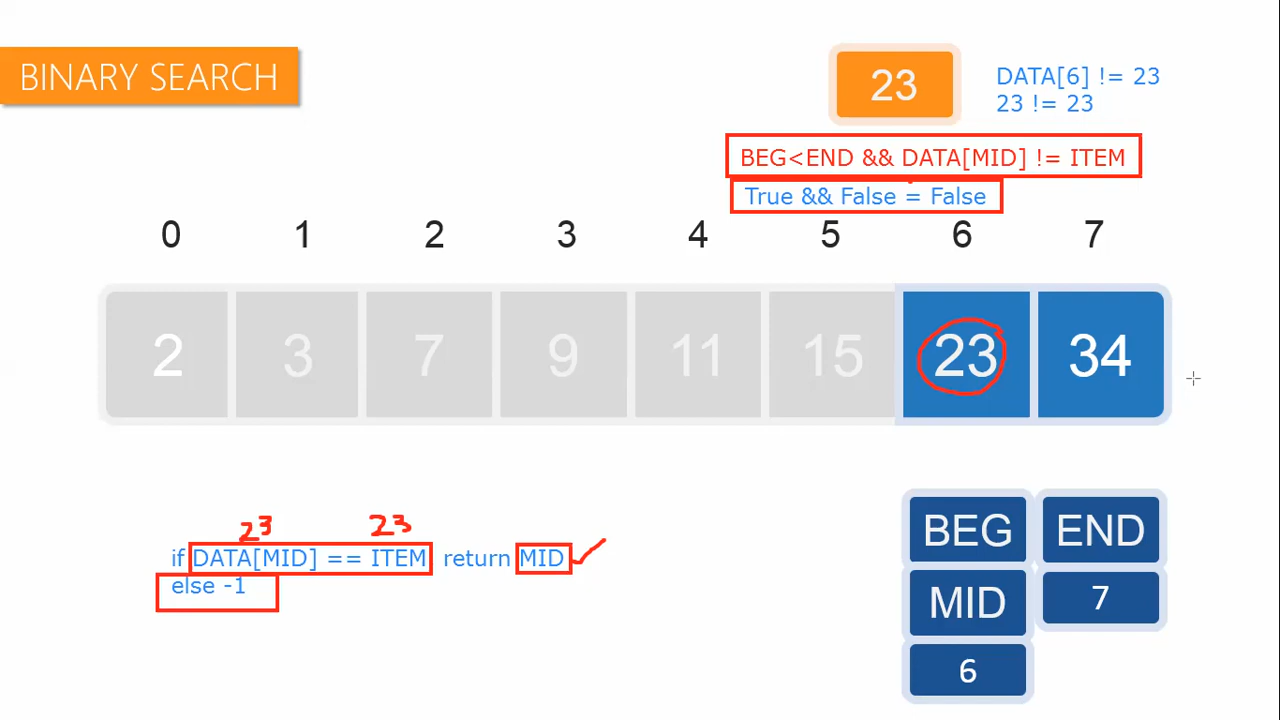 BINARY SEARCH
23
DATA[6] != 23
23 != 23
BEG<END && DATA[MID] != ITEM
True && False = False
0 1 2 3 4 5 6 7
2 3 7 9 11 15 23 34
23 23
if DATA[MID] == ITEM return MID
else -1
BEG END
MID 7
6